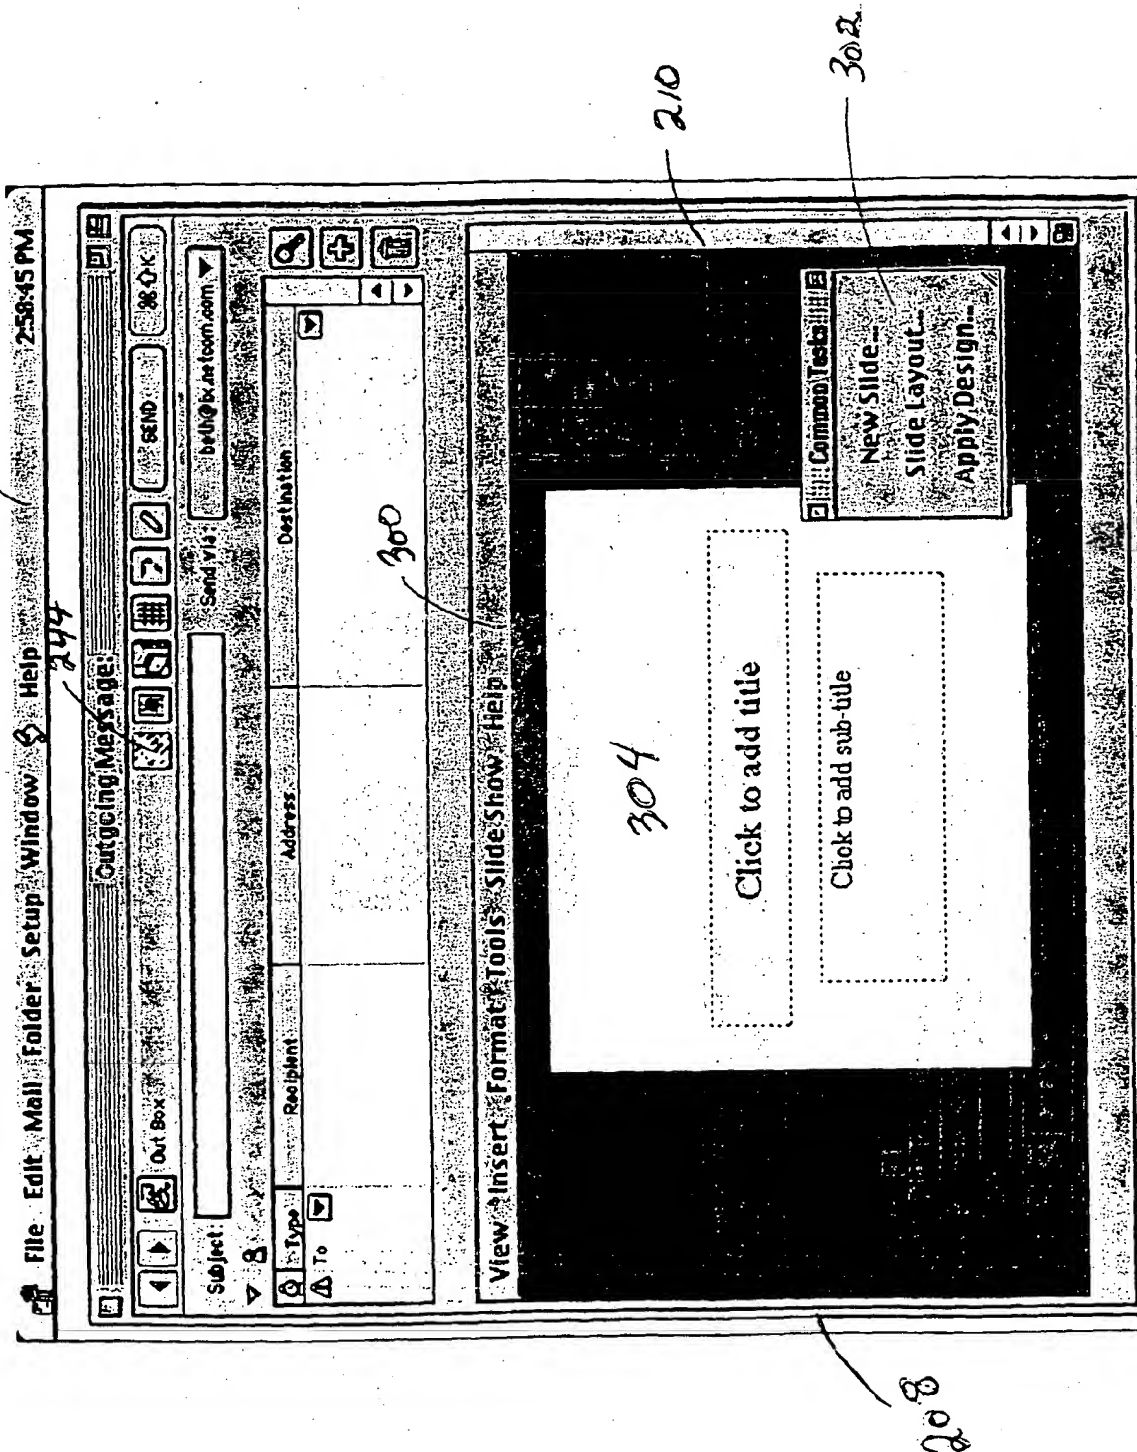 File Edit Mail Folder Setup Window Help 2:58:45 PM
244
Outgoing Message:
Out Box SEND
Subject: Send via: beth@ix.netcom.com
Type Recipient Address Destination
To
300
View Insert Format Tools Slide Show Help
210
304
Click to add title
Click to add sub-title
Common Tasks
New Slide...
Slide Layout...
Apply Design...
302
208